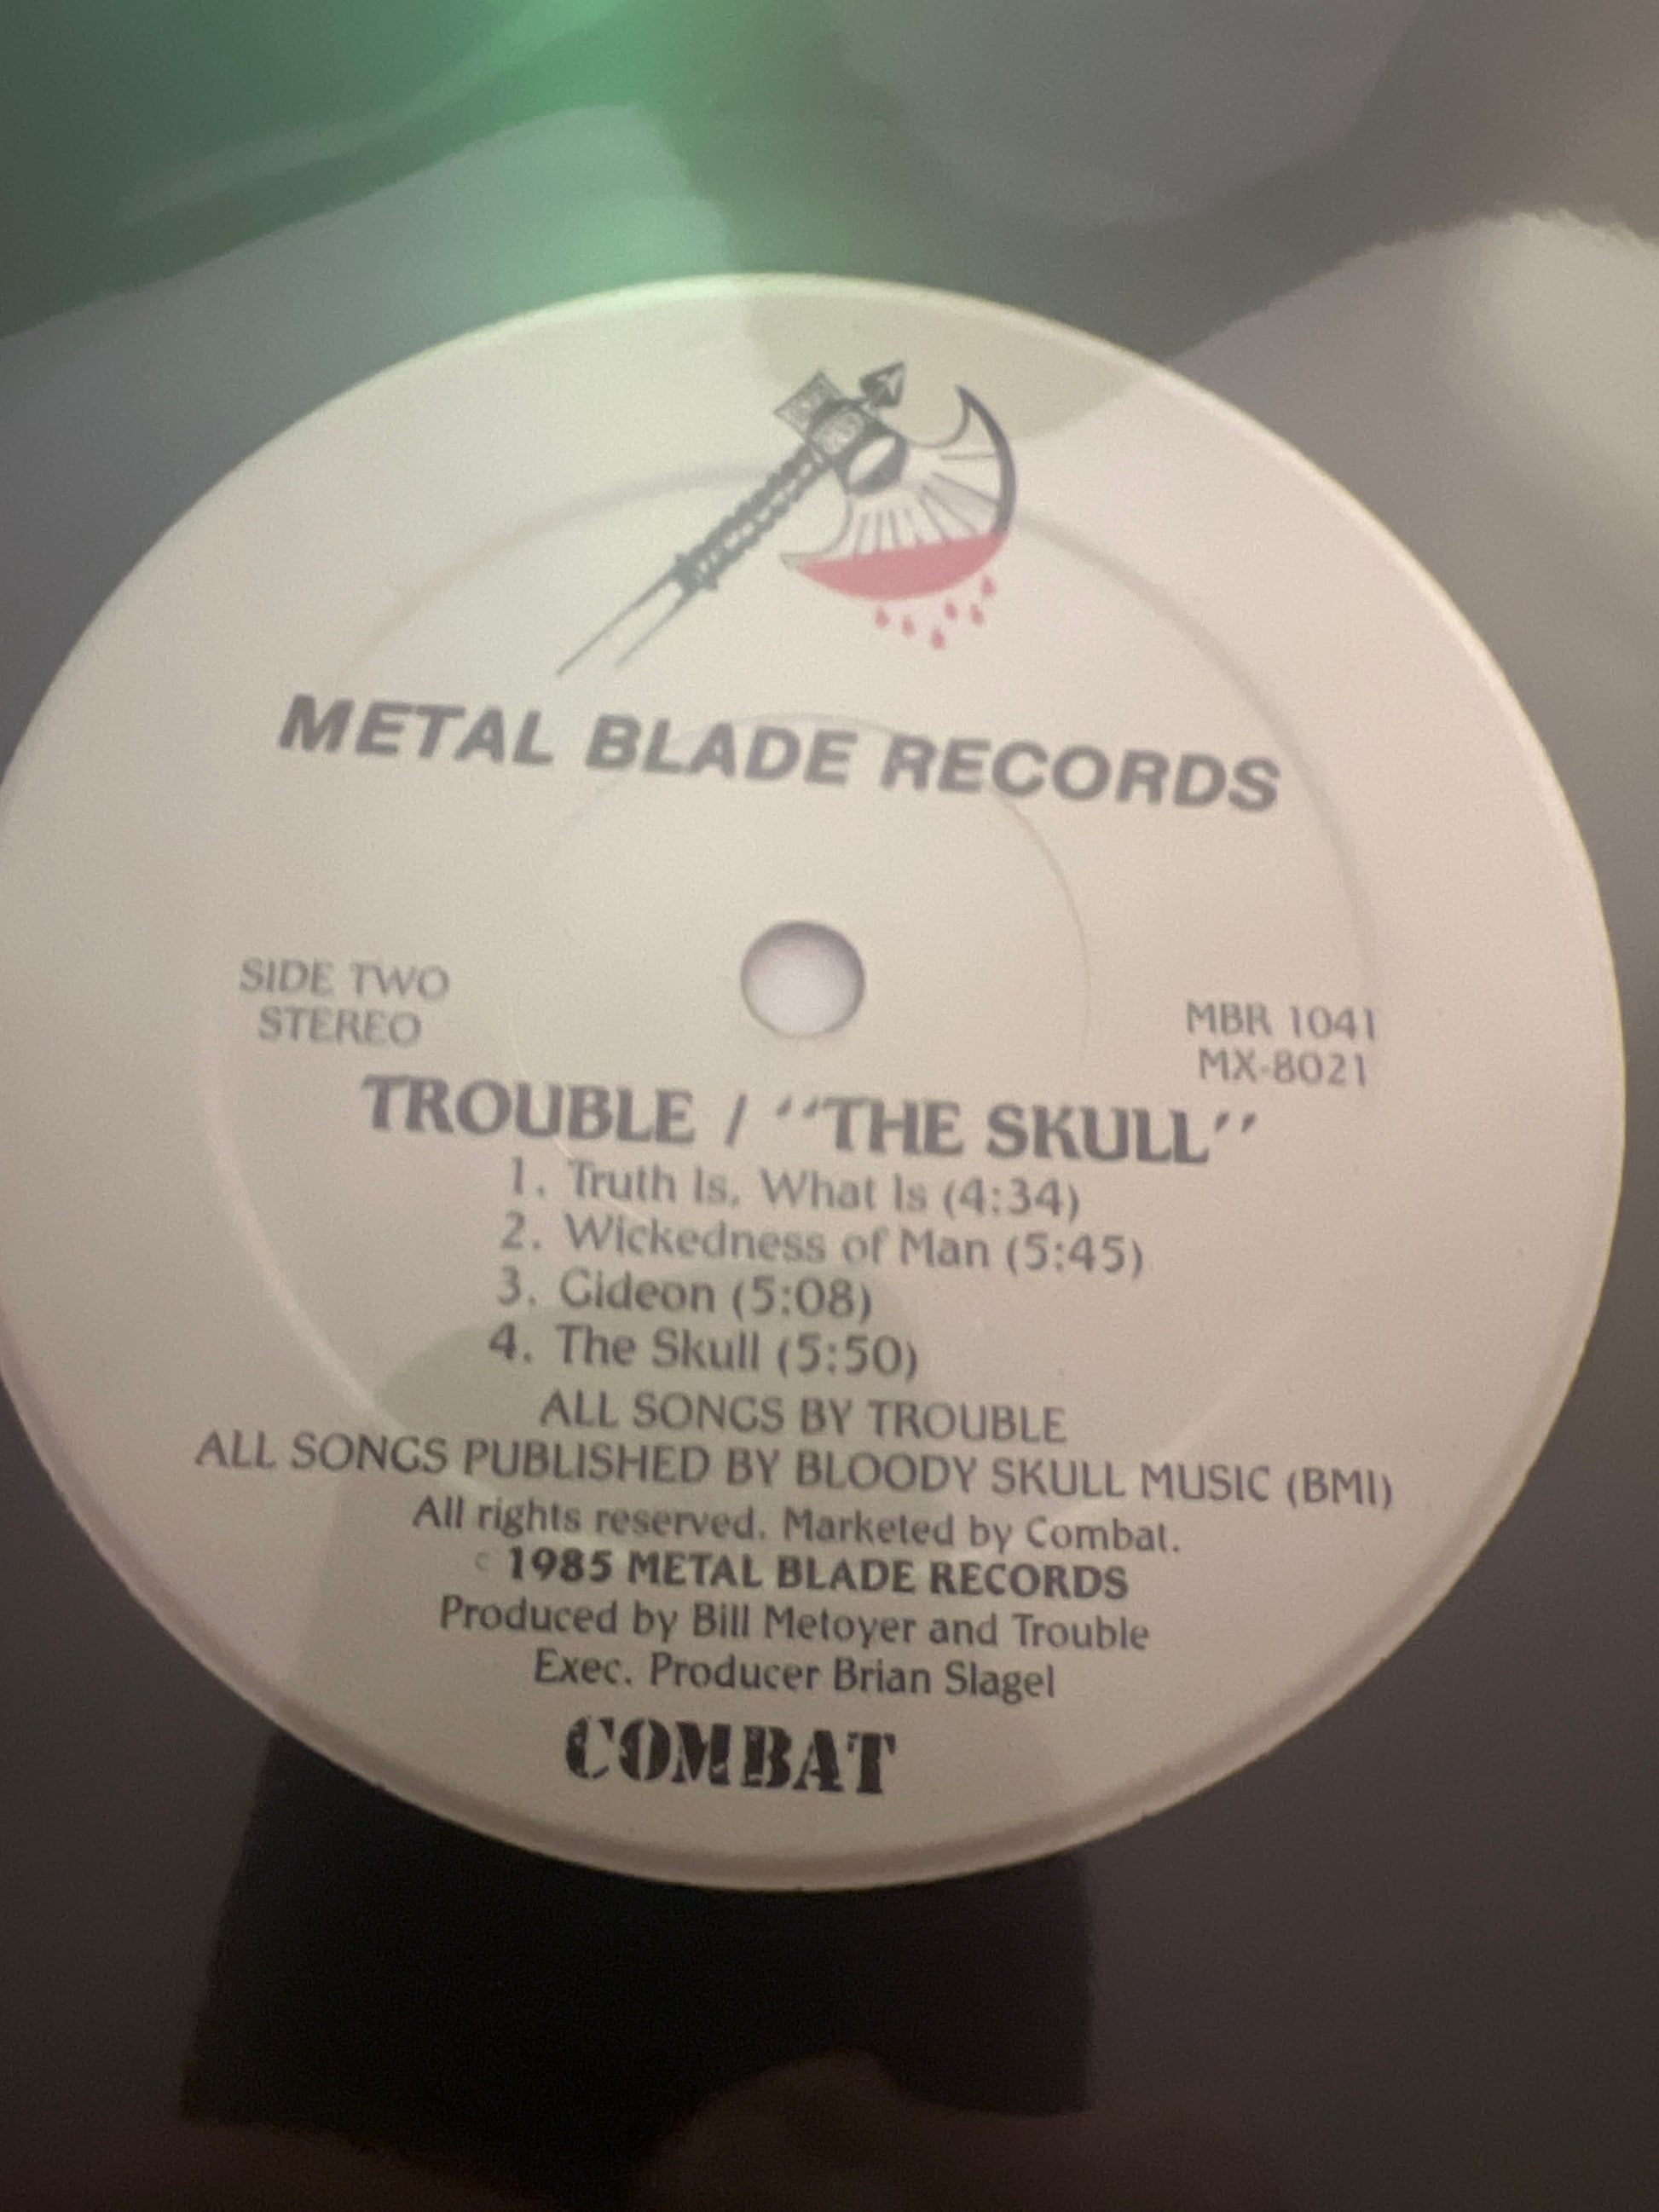 METAL BLADE RECORDS
SIDE TWO
STEREO
MBR 1041
MX-8021
TROUBLE / "THE SKULL"
1. Truth Is, What Is (4:34)
2. Wickedness of Man (5:45)
3. Gideon (5:08)
4. The Skull (5:50)
ALL SONGS BY TROUBLE
ALL SONGS PUBLISHED BY BLOODY SKULL MUSIC (BMI)
All rights reserved. Marketed by Combat.
c 1985 METAL BLADE RECORDS
Produced by Bill Metoyer and Trouble
Exec. Producer Brian Slagel
COMBAT